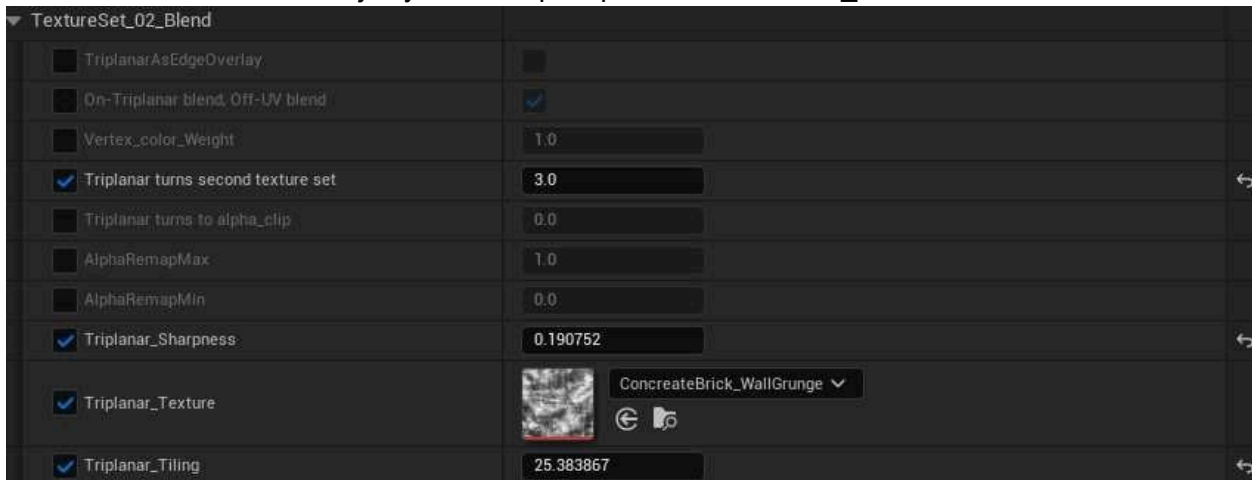 TextureSet_02_Blend
TriplanarAsEdgeOverlay
On-Triplanar blend, Off-UV blend
Vertex_color_Weight 1.0
Triplanar turns second texture set 3.0
Triplanar turns to alpha_clip 0.0
AlphaRemapMax 1.0
AlphaRemapMin 0.0
Triplanar_Sharpness 0.190752
ConcreateBrick_WallGrunge
Triplanar_Texture
Triplanar_Tiling 25.383867